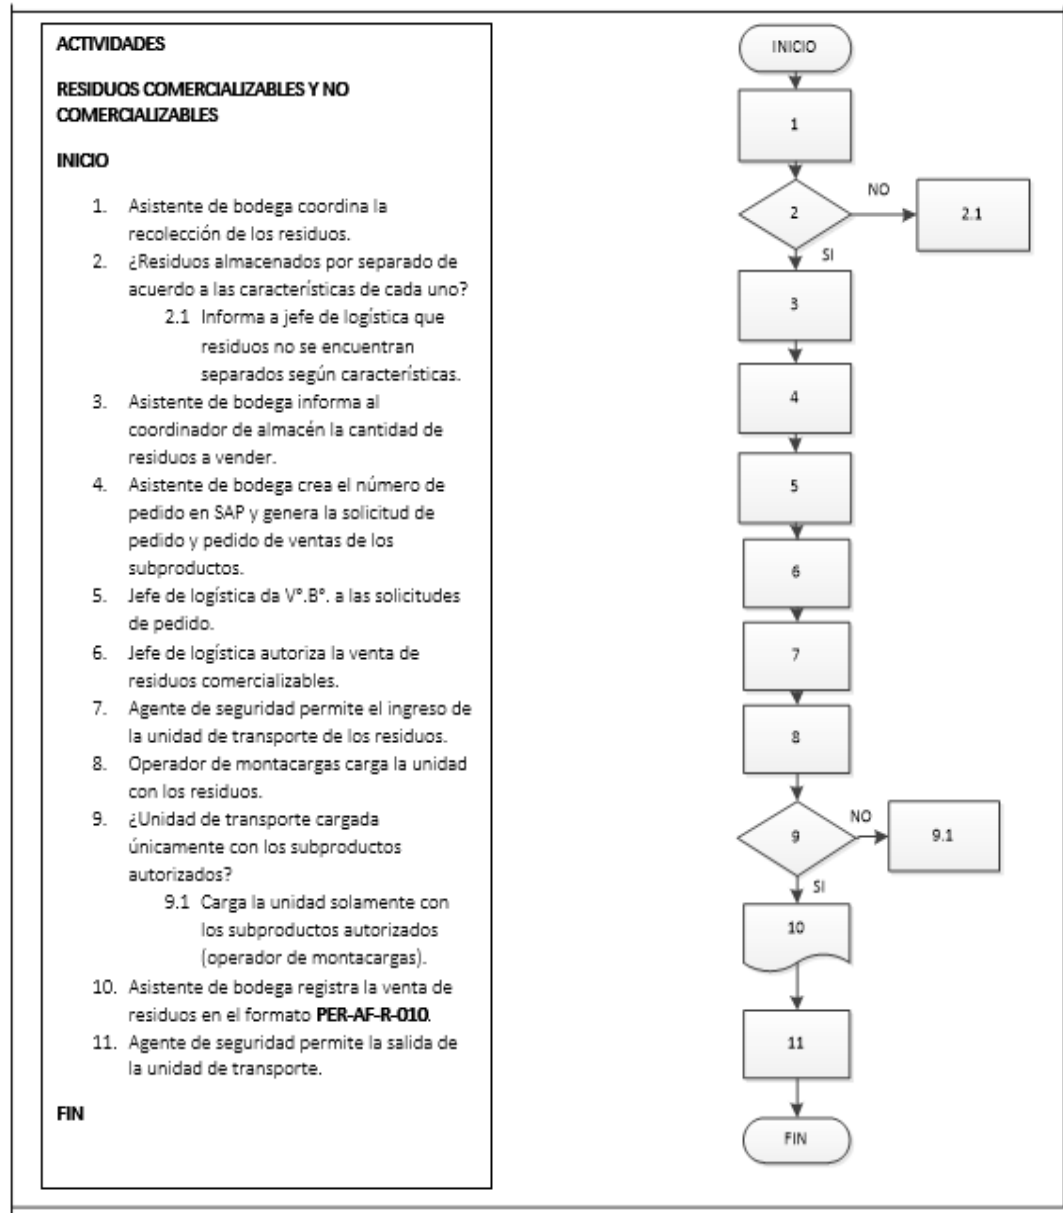 ACTIVIDADES
RESIDUOS COMERCIALIZABLES Y NO
COMERCIALIZABLES
INICIO
1. Asistente de bodega coordina la
recolección de los residuos.
2. ¿Residuos almacenados por separado de
acuerdo a las características de cada uno?
2.1 Informa a jefe de logística que
residuos no se encuentran
separados según características.
3. Asistente de bodega informa al
coordinador de almacén la cantidad de
residuos a vender.
4. Asistente de bodega crea el número de
pedido en SAP y genera la solicitud de
pedido y pedido de ventas de los
subproductos.
5. Jefe de logística da V°.B°. a las solicitudes
de pedido.
6. Jefe de logística autoriza la venta de
residuos comercializables.
7. Agente de seguridad permite el ingreso de
la unidad de transporte de los residuos.
8. Operador de montacargas carga la unidad
con los residuos.
9. ¿Unidad de transporte cargada
únicamente con los subproductos
autorizados?
9.1 Carga la unidad solamente con
los subproductos autorizados
(operador de montacargas).
10. Asistente de bodega registra la venta de
residuos en el formato PER-AF-R-010.
11. Agente de seguridad permite la salida de
la unidad de transporte.
FIN
INICIO
1
2
NO
2.1
SI
3
4
5
6
7
8
9
NO
9.1
SI
10
11
FIN